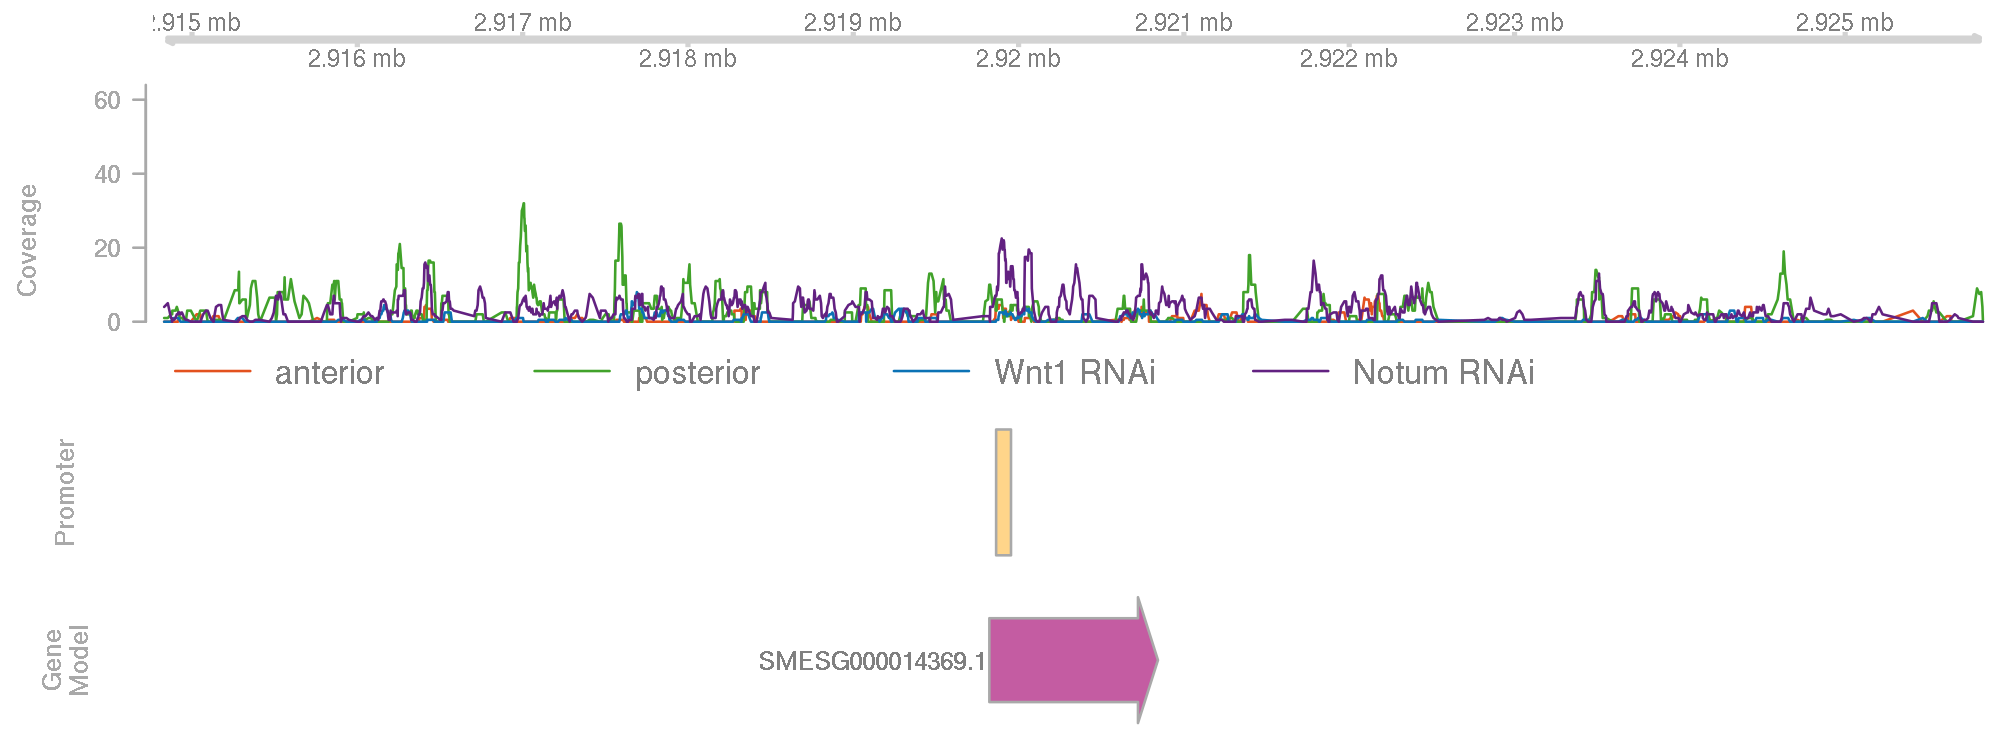 .915 mb 2.917 mb 2.919 mb 2.921 mb 2.923 mb 2.925 mb
2.916 mb 2.918 mb 2.92 mb 2.922 mb 2.924 mb
60
40
20
0
Coverage
anterior posterior Wnt1 RNAi Notum RNAi
Promoter
Gene
Model
SMESG000014369.1